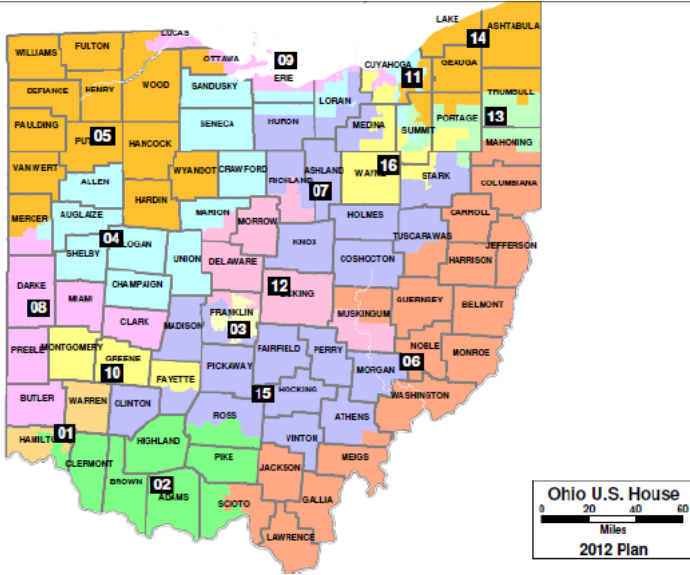 LAKE
ASHTABULA
14
LUCAS
FULTON
WILLIAMS
OTTAWA
09
ERIE
CUYAHOGA
11
GEAUGA
DEFIANCE
HENRY
WOOD
SANDUSKY
LORAIN
TRUMBULL
PAULDING
05
HANCOCK
SENECA
HURON
MEDINA
SUMMIT
PORTAGE
13
MAHONING
VAN WERT
ALLEN
WYANDOT
CRAWFORD
RICHLAND
ASHLAND
07
16
STARK
COLUMBIANA
MERCER
AUGLAIZE
HARDIN
MARION
MORROW
HOLMES
CARROLL
04
SHELBY
UNION
KNOX
TUSCARAWAS
JEFFERSON
DELAWARE
COSHOCTON
HARRISON
DARKE
CHAMPAIGN
12
08
MIAMI
CLARK
MADISON
FRANKLIN
03
MUSKINGUM
GUERNSEY
BELMONT
PREBLE
MONTGOMERY
GREENE
10
FAYETTE
PICKAWAY
FAIRFIELD
PERRY
MORGAN
06
NOBLE
MONROE
BUTLER
WARREN
CLINTON
15
HOCKING
WASHINGTON
01
ROSS
ATHENS
HIGHLAND
VINTON
CLERMONT
PIKE
MEIGS
BROWN
02
ADAMS
JACKSON
SCIOTO
GALLIA
LAWRENCE
Ohio U.S. House
0 20 40 60
Miles
2012 Plan